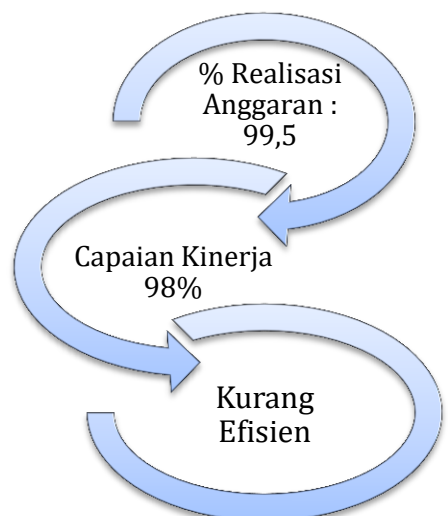 % Realisasi
Anggaran :
99,5
Capaian Kinerja
98%
Kurang
Efisien